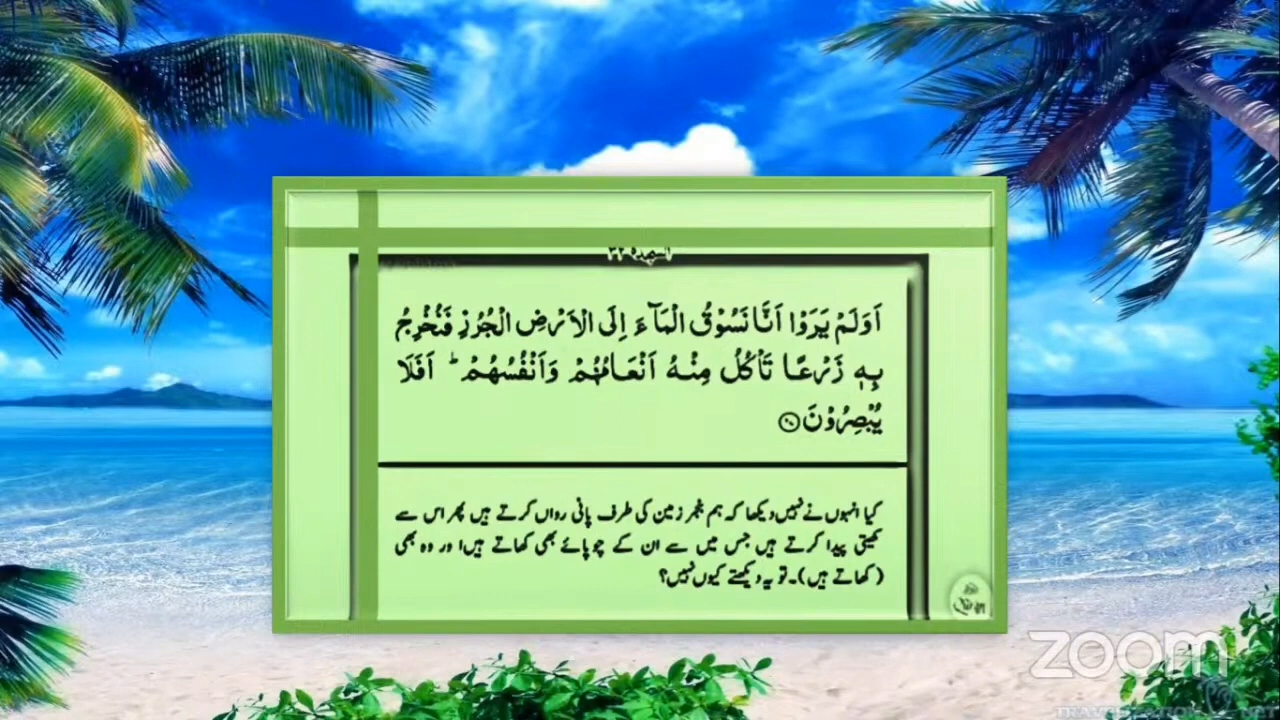 السجدہ ۳۲
اَوَلَمْ يَرَوْا اَنَّا نَسُوْقُ الْمَآءَ اِلَى الْاَرْضِ الْجُرُزِ فَنُخْرِجُ
بِهٖ زَرْعًا تَاْكُلُ مِنْهُ اَنْعَامُهُمْ وَاَنْفُسُهُمْ ؕ اَفَلَا
يُبْصِرُوْنَ
کیا انہوں نے نہیں دیکھا کہ ہم بنجر زمین کی طرف پانی رواں کرتے ہیں پھر اس سے
کھیتی پیدا کرتے ہیں جس میں سے ان کے چوپائے بھی کھاتے ہیں اور وہ بھی
(کھاتے ہیں)۔ تو یہ دیکھتے کیوں نہیں؟
zoom